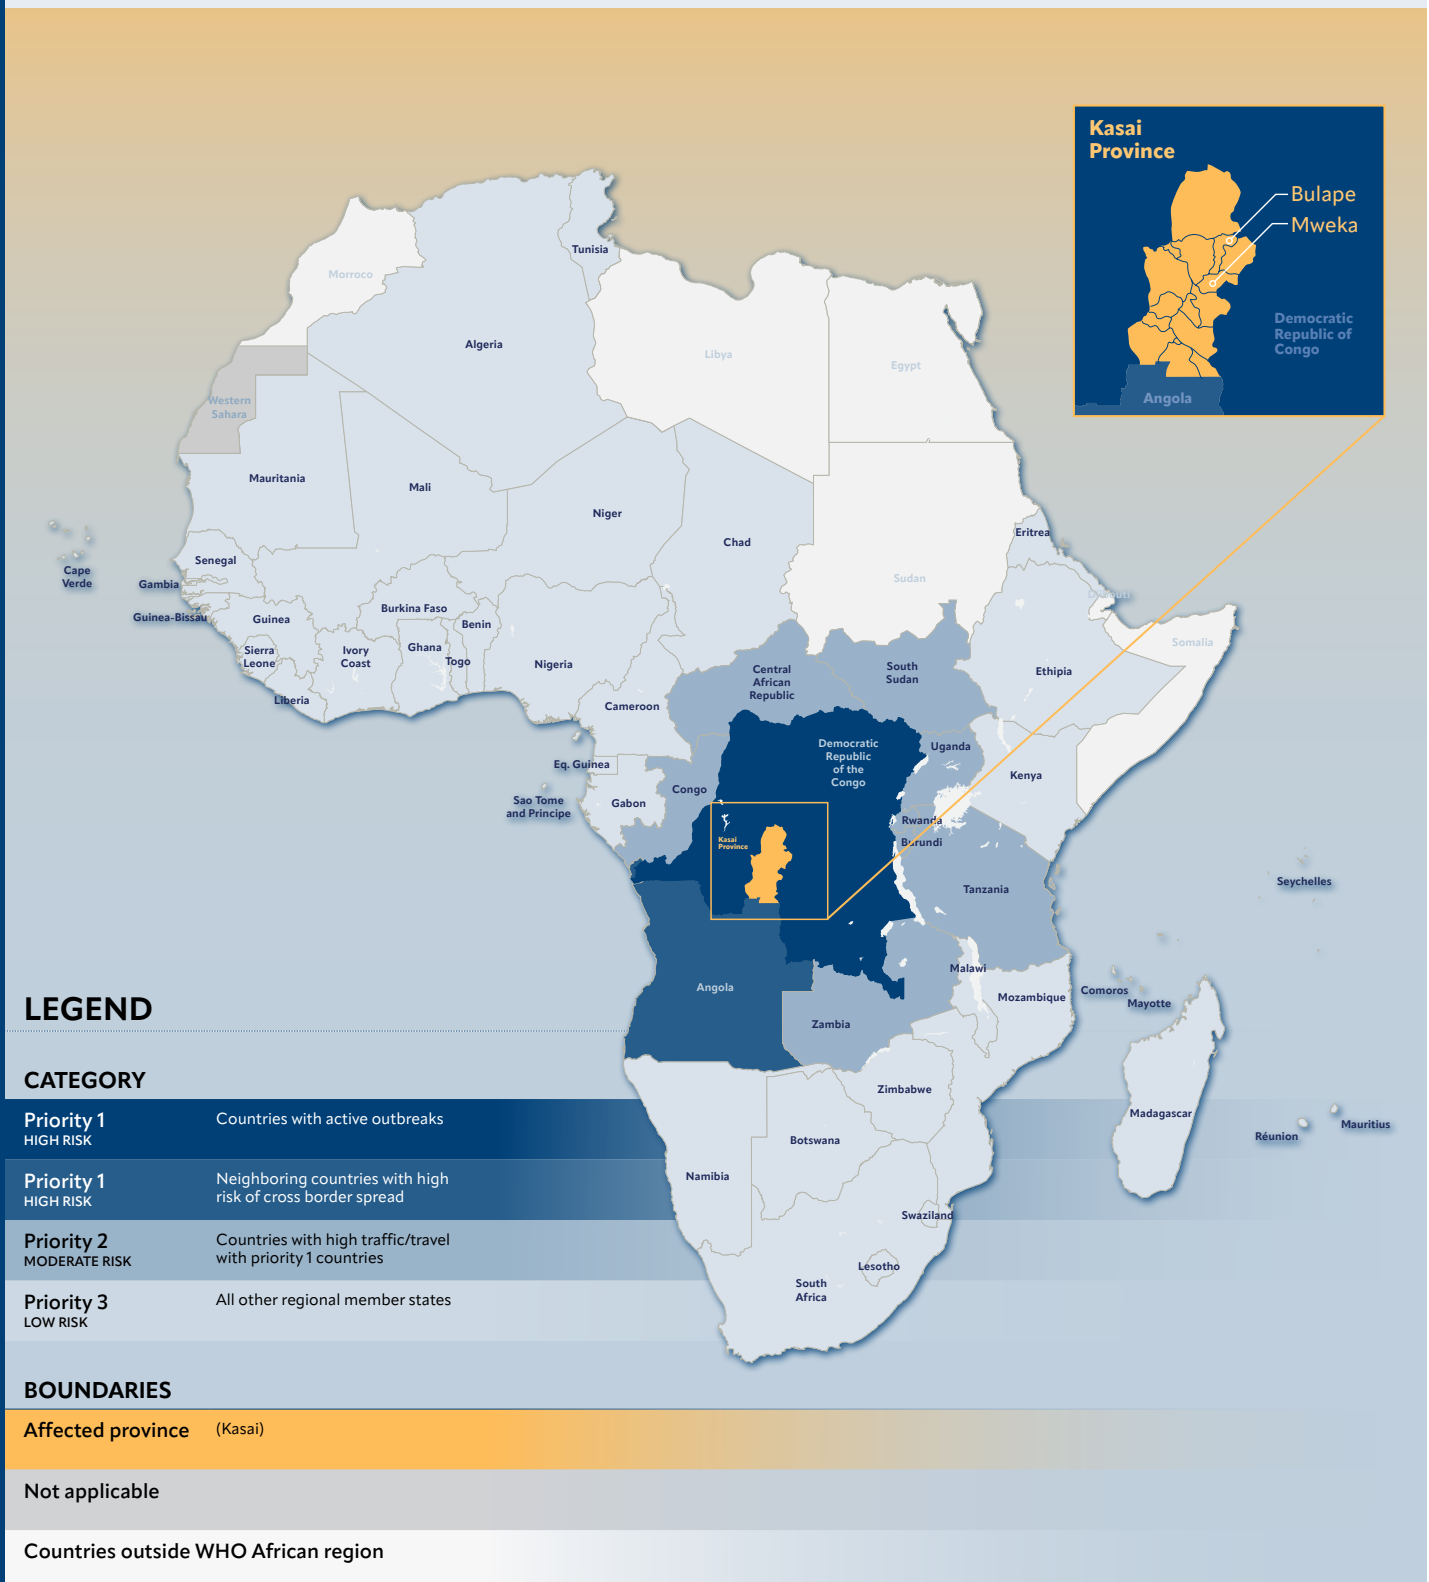 Kasai
Province
Bulape
Mweka
Democratic
Republic of
Congo
Angola
Morroco
Tunisia
Algeria
Libya
Egypt
Western
Sahara
Mauritania
Mali
Niger
Chad
Sudan
Eritrea
Djibouti
Somalia
Cape
Verde
Senegal
Gambia
Guinea-Bissau
Guinea
Sierra
Leone
Liberia
Ivory
Coast
Burkina Faso
Ghana
Togo
Benin
Nigeria
Cameroon
Central
African
Republic
South
Sudan
Ethipia
Eq. Guinea
Sao Tome
and Principe
Gabon
Congo
Democratic
Republic
of the
Congo
Uganda
Kenya
Rwanda
Burundi
Kasai
Province
Tanzania
Seychelles
Angola
Zambia
Malawi
Mozambique
Comoros
Mayotte
Zimbabwe
Botswana
Namibia
Madagascar
Réunion
Mauritius
Swaziland
Lesotho
South
Africa
LEGEND
CATEGORY
Priority 1
HIGH RISK
Countries with active outbreaks
Priority 1
HIGH RISK
Neighboring countries with high
risk of cross border spread
Priority 2
MODERATE RISK
Countries with high traffic/travel
with priority 1 countries
Priority 3
LOW RISK
All other regional member states
BOUNDARIES
Affected province (Kasai)
Not applicable
Countries outside WHO African region